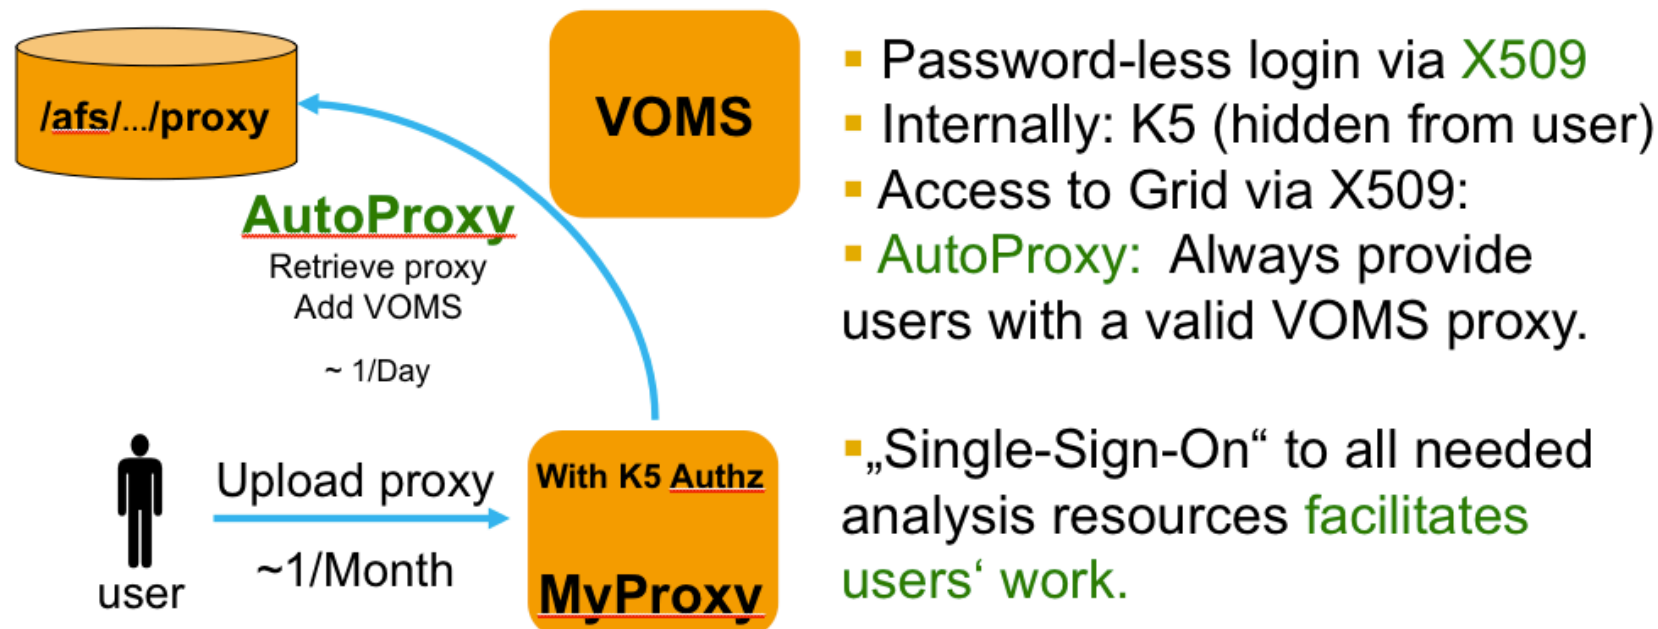 /afs/.../proxy
VOMS
AutoProxy
Retrieve proxy
Add VOMS
~ 1/Day
user
Upload proxy
~1/Month
With K5 Authz
MyProxy
▪ Password-less login via X509
▪ Internally: K5 (hidden from user)
▪ Access to Grid via X509:
▪ AutoProxy: Always provide
users with a valid VOMS proxy.
▪ „Single-Sign-On“ to all needed
analysis resources facilitates
users‘ work.